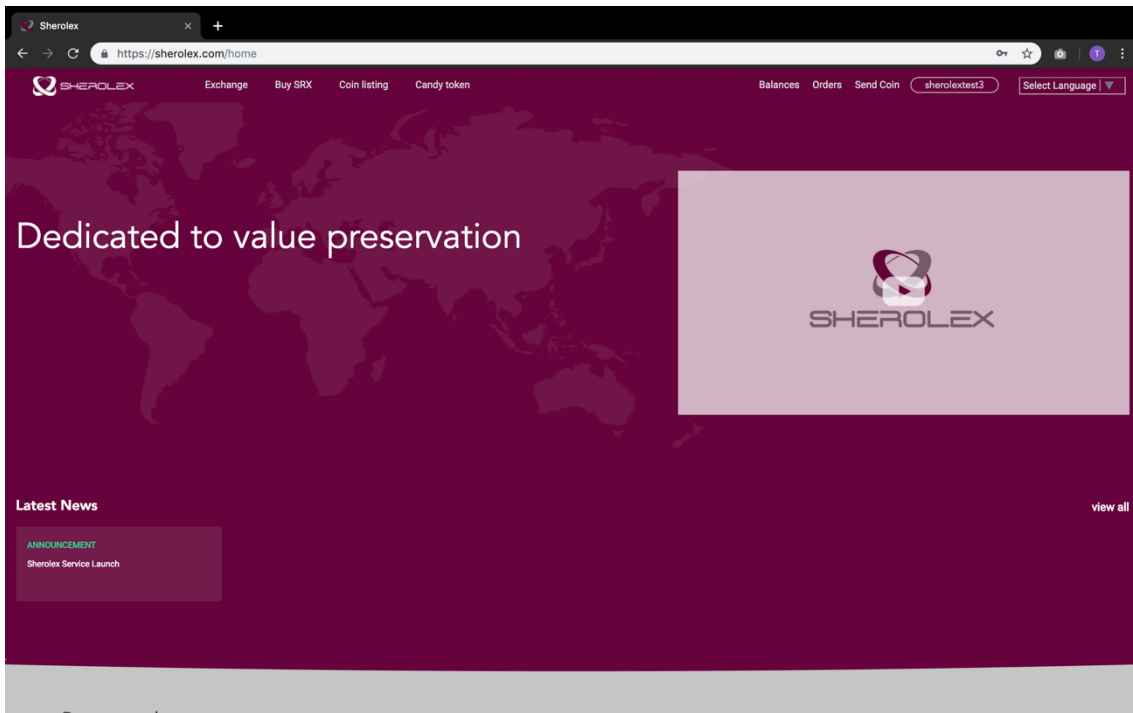 Sherolex
https://sherolex.com/home
T
SHEROLEX
Exchange Buy SRX Coin listing Candy token
Balances Orders Send Coin sherolextest3 Select Language
Dedicated to value preservation
SHEROLEX
Latest News
view all
ANNOUNCEMENT
Sherolex Service Launch